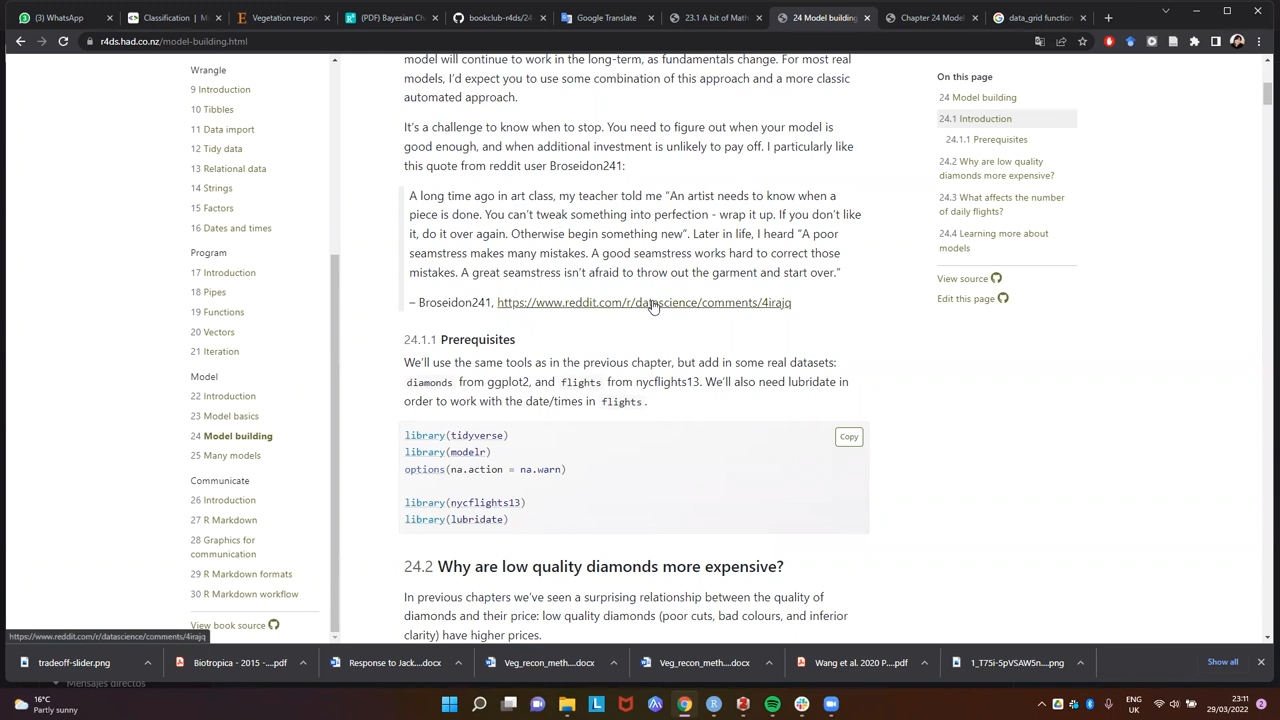 WhatsApp
Classification | M
Vegetation respon
(PDF) Bayesian Ch
bookclub-r4ds/24
Google Translate
23.1 A bit of Math
24 Model building
Chapter 24 Model
data_grid function
r4ds.had.co.nz/model-building.html
Wrangle
9 Introduction
10 Tibbles
11 Data import
12 Tidy data
13 Relational data
14 Strings
15 Factors
16 Dates and times
Program
17 Introduction
18 Pipes
19 Functions
20 Vectors
21 Iteration
Model
22 Introduction
23 Model basics
24 Model building
25 Many models
Communicate
26 Introduction
27 R Markdown
28 Graphics for
communication
29 R Markdown formats
30 R Markdown workflow
View book source
model will continue to work in the long-term, as fundamentals change. For most real
models, I'd expect you to use some combination of this approach and a more classic
automated approach.
It's a challenge to know when to stop. You need to figure out when your model is
good enough, and when additional investment is unlikely to pay off. I particularly like
this quote from reddit user Broseidon241:
A long time ago in art class, my teacher told me “An artist needs to know when a
piece is done. You can't tweak something into perfection - wrap it up. If you don't like
it, do it over again. Otherwise begin something new”. Later in life, I heard “A poor
seamstress makes many mistakes. A good seamstress works hard to correct those
mistakes. A great seamstress isn't afraid to throw out the garment and start over.”
– Broseidon241, https://www.reddit.com/r/datascience/comments/4irajq
24.1.1 Prerequisites
We'll use the same tools as in the previous chapter, but add in some real datasets:
diamonds from ggplot2, and flights from nycflights13. We'll also need lubridate in
order to work with the date/times in flights.
Copy
library(tidyverse)
library(modelr)
options(na.action = na.warn)
library(nycflights13)
library(lubridate)
24.2 Why are low quality diamonds more expensive?
In previous chapters we've seen a surprising relationship between the quality of
diamonds and their price: low quality diamonds (poor cuts, bad colours, and inferior
clarity) have higher prices.
On this page
24 Model building
24.1 Introduction
24.1.1 Prerequisites
24.2 Why are low quality
diamonds more expensive?
24.3 What affects the number
of daily flights?
24.4 Learning more about
models
View source
Edit this page
https://www.reddit.com/r/datascience/comments/4irajq
tradeoff-slider.png
Biotropica - 2015 -....pdf
Response to Jack....docx
Veg_recon_meth....docx
Veg_recon_meth....docx
Wang et al. 2020 P....pdf
1_T75i-5pVSAW5n....png
Show all
Mensajes directos
16°C
Partly sunny
ENG
UK
23:11
29/03/2022